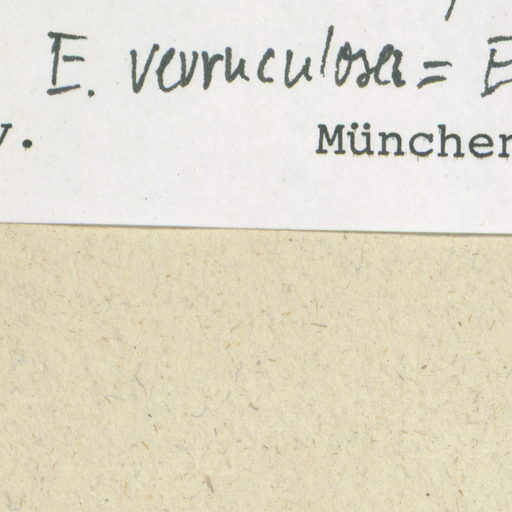 E. verruculosa = E
v. München